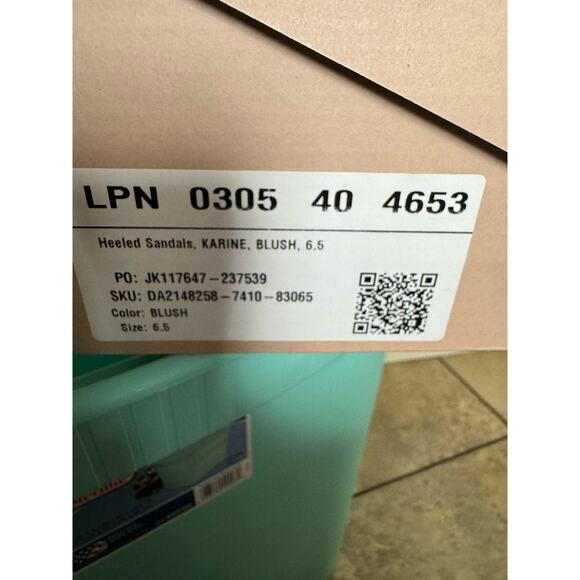 LPN 0305 40 4653
Heeled Sandals, KARINE, BLUSH, 6.5
PO: JK117647-237539
SKU: DA2148258-7410-83065
Color: BLUSH
Size: 6.5